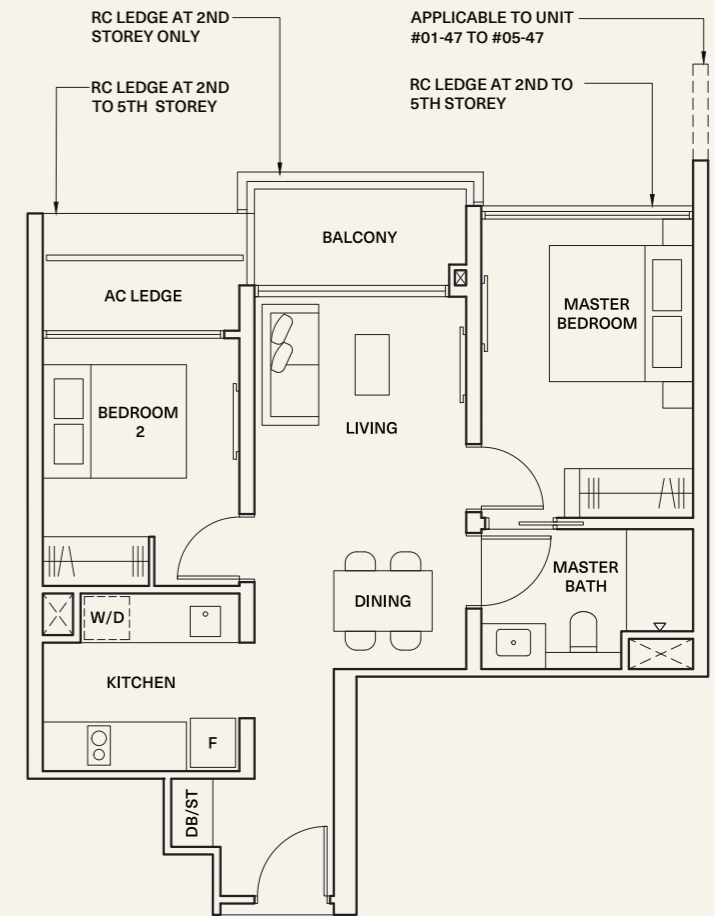 RC LEDGE AT 2ND
STOREY ONLY
APPLICABLE TO UNIT
#01-47 TO #05-47
RC LEDGE AT 2ND
TO 5TH STOREY
RC LEDGE AT 2ND TO
5TH STOREY
BALCONY
AC LEDGE
MASTER
BEDROOM
BEDROOM
2
LIVING
MASTER
BATH
DINING
W/D
KITCHEN
F
DB/ST